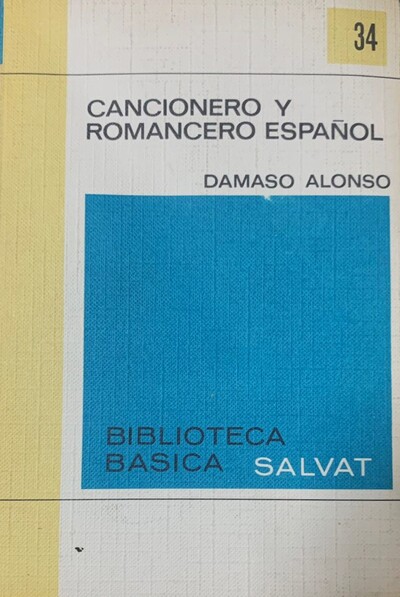 34
CANCIONERO Y
ROMANCERO ESPAÑOL
DAMASO ALONSO
BIBLIOTECA
BASICA SALVAT